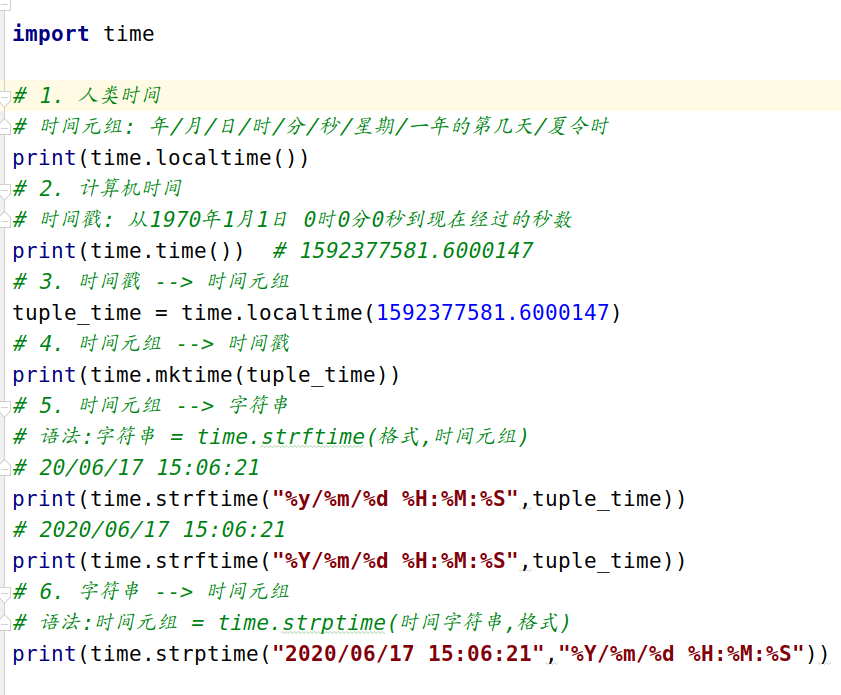 import time
# 1. 人类时间
# 时间元组: 年/月/日/时/分/秒/星期/一年的第几天/夏令时
print(time.localtime())
# 2. 计算机时间
# 时间戳: 从1970年1月1日 0时0分0秒到现在经过的秒数
print(time.time())  # 1592377581.6000147
# 3. 时间戳 --> 时间元组
tuple_time = time.localtime(1592377581.6000147)
# 4. 时间元组 --> 时间戳
print(time.mktime(tuple_time))
# 5. 时间元组 --> 字符串
# 语法:字符串 = time.strftime(格式,时间元组)
# 20/06/17 15:06:21
print(time.strftime("%y/%m/%d %H:%M:%S",tuple_time))
# 2020/06/17 15:06:21
print(time.strftime("%Y/%m/%d %H:%M:%S",tuple_time))
# 6. 字符串 --> 时间元组
# 语法:时间元组 = time.strptime(时间字符串,格式)
print(time.strptime("2020/06/17 15:06:21","%Y/%m/%d %H:%M:%S"))